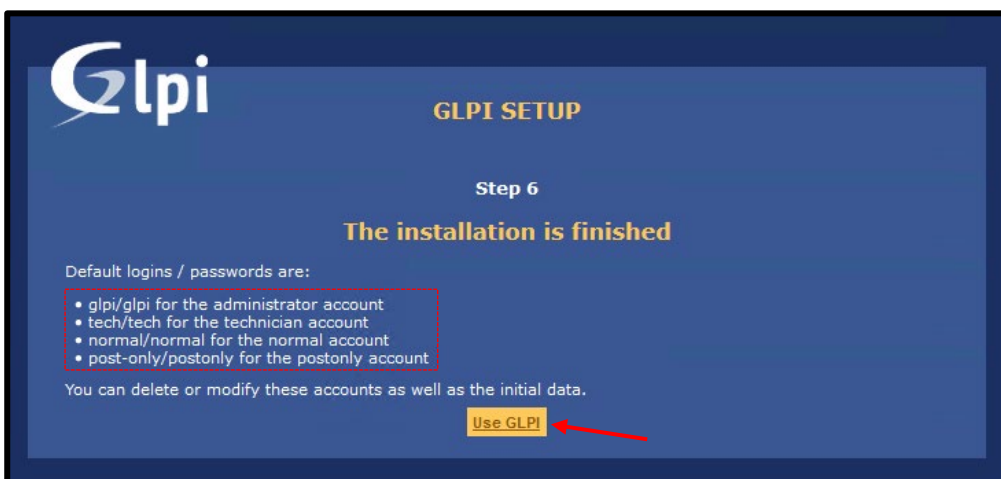 Glpi
GLPI SETUP
Step 6
The installation is finished
Default logins / passwords are:
• glpi/glpi for the administrator account
• tech/tech for the technician account
• normal/normal for the normal account
• post-only/postonly for the postonly account
You can delete or modify these accounts as well as the initial data.
Use GLPI